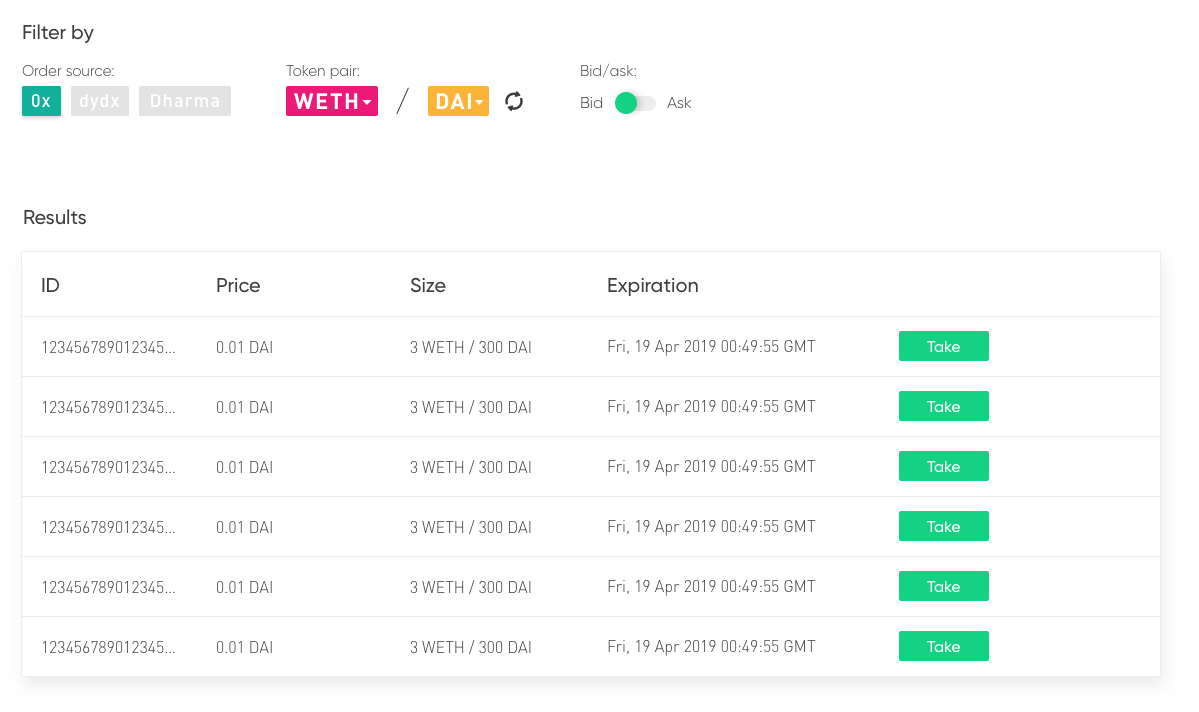 Filter by
Order source: Token pair: Bid/ask:
0x dydx Dharma WETH / DAI Bid Ask
Results
ID Price Size Expiration
123456789012345... 0.01 DAI 3 WETH / 300 DAI Fri, 19 Apr 2019 00:49:55 GMT Take
123456789012345... 0.01 DAI 3 WETH / 300 DAI Fri, 19 Apr 2019 00:49:55 GMT Take
123456789012345... 0.01 DAI 3 WETH / 300 DAI Fri, 19 Apr 2019 00:49:55 GMT Take
123456789012345... 0.01 DAI 3 WETH / 300 DAI Fri, 19 Apr 2019 00:49:55 GMT Take
123456789012345... 0.01 DAI 3 WETH / 300 DAI Fri, 19 Apr 2019 00:49:55 GMT Take
123456789012345... 0.01 DAI 3 WETH / 300 DAI Fri, 19 Apr 2019 00:49:55 GMT Take